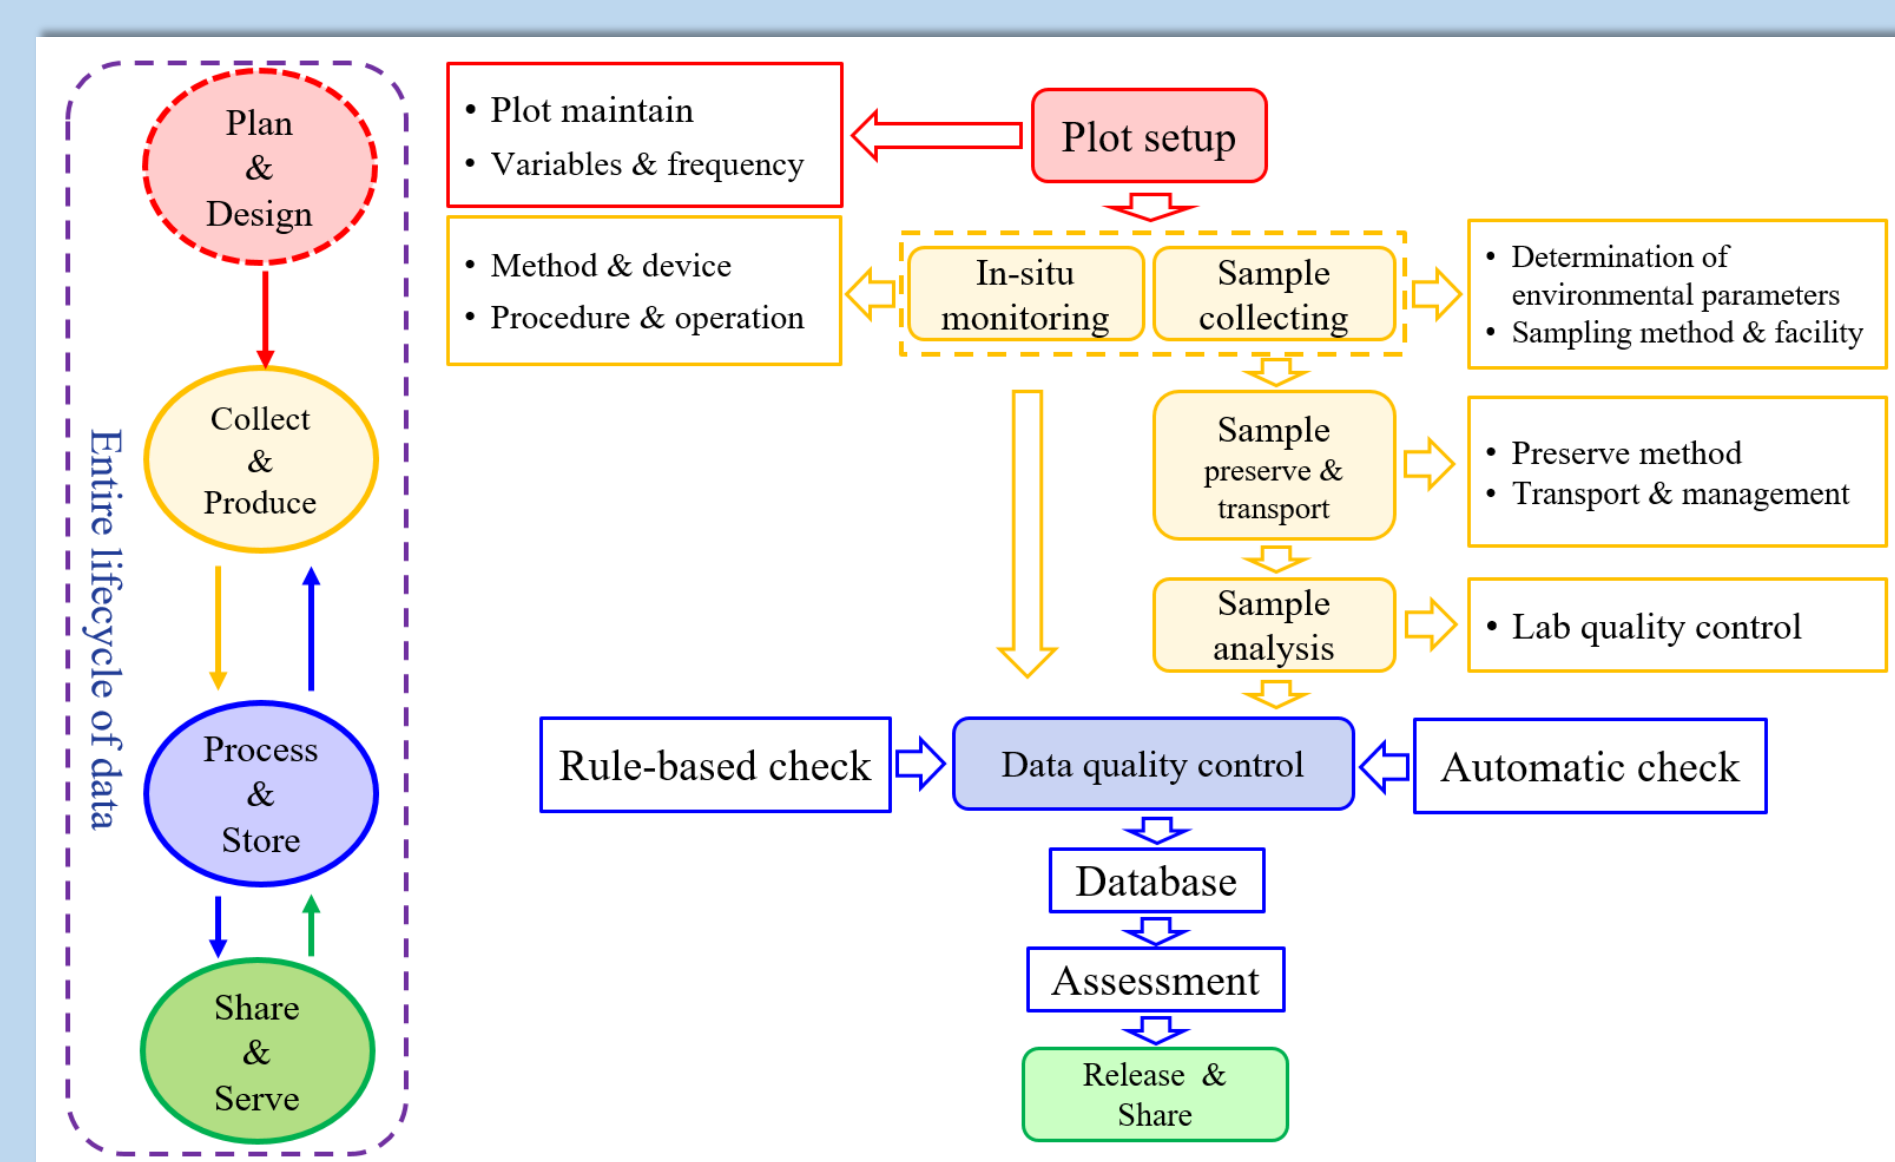 Plan
&
Design
Collect
&
Produce
Process
&
Store
Share
&
Serve
Entire lifecycle of data
• Plot maintain
• Variables & frequency
Plot setup
• Method & device
• Procedure & operation
In-situ
monitoring
Sample
collecting
• Determination of
environmental parameters
• Sampling method & facility
Sample
preserve &
transport
• Preserve method
• Transport & management
Sample
analysis
• Lab quality control
Rule-based check
Data quality control
Automatic check
Database
Assessment
Release &
Share